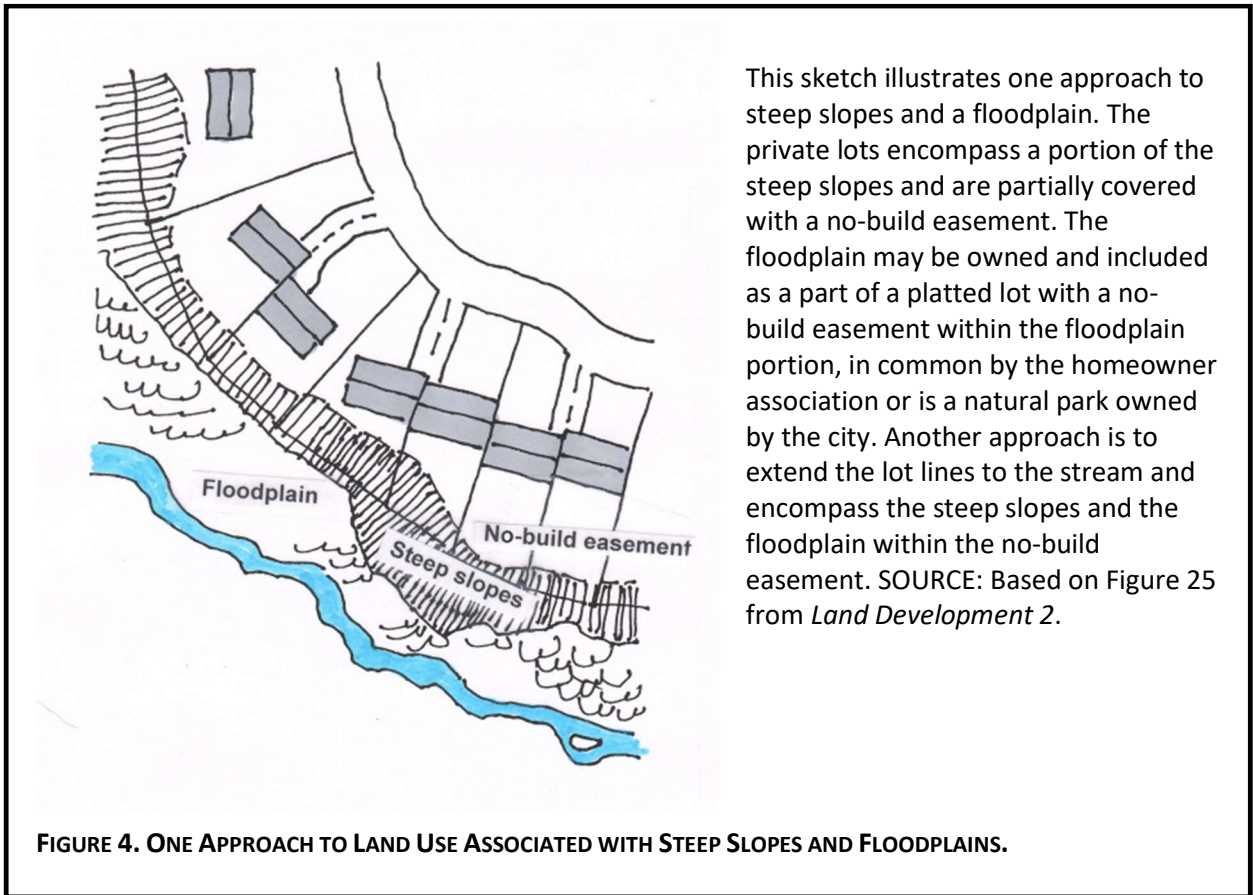 This sketch illustrates one approach to
steep slopes and a floodplain. The
private lots encompass a portion of the
steep slopes and are partially covered
with a no-build easement. The
floodplain may be owned and included
as a part of a platted lot with a no-
build easement within the floodplain
portion, in common by the homeowner
association or is a natural park owned
by the city. Another approach is to
extend the lot lines to the stream and
encompass the steep slopes and the
floodplain within the no-build
easement. SOURCE: Based on Figure 25
from Land Development 2.
Floodplain
No-build easement
Steep slopes
FIGURE 4. ONE APPROACH TO LAND USE ASSOCIATED WITH STEEP SLOPES AND FLOODPLAINS.